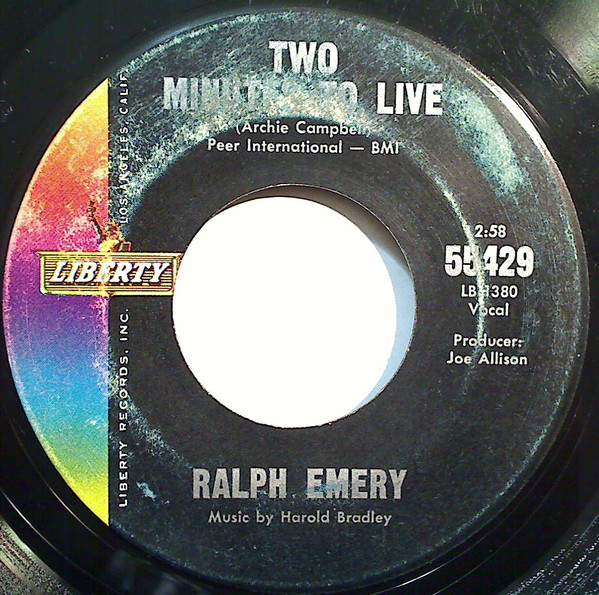 TWO
MINUTES TO LIVE
(Archie Campbell)
Peer International — BMI
2:58
55429
LB-1380
Vocal
Producer:
Joe Allison
LIBERTY
LIBERTY RECORDS, INC. LOS ANGELES, CALIF.
RALPH EMERY
Music by Harold Bradley